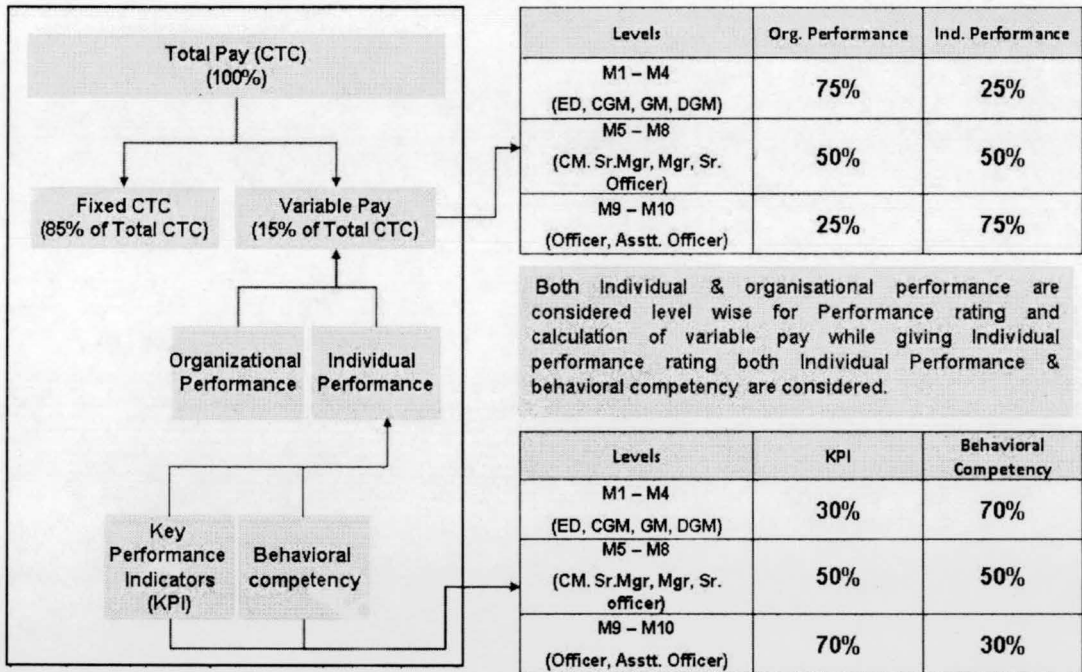 Total Pay (CTC)
(100%)
Fixed CTC
(85% of Total CTC)
Variable Pay
(15% of Total CTC)
Organizational
Performance
Individual
Performance
Key
Performance
Indicators
(KPI)
Behavioral
competency
Levels Org. Performance Ind. Performance
M1 – M4
(ED, CGM, GM, DGM)
75% 25%
M5 – M8
(CM. Sr.Mgr, Mgr, Sr.
Officer)
50% 50%
M9 – M10
(Officer, Asstt. Officer)
25% 75%
Both Individual & organisational performance are
considered level wise for Performance rating and
calculation of variable pay while giving Individual
performance rating both Individual Performance &
behavioral competency are considered.
Levels KPI Behavioral
Competency
M1 – M4
(ED, CGM, GM, DGM)
30% 70%
M5 – M8
(CM. Sr.Mgr, Mgr, Sr.
officer)
50% 50%
M9 – M10
(Officer, Asstt. Officer)
70% 30%